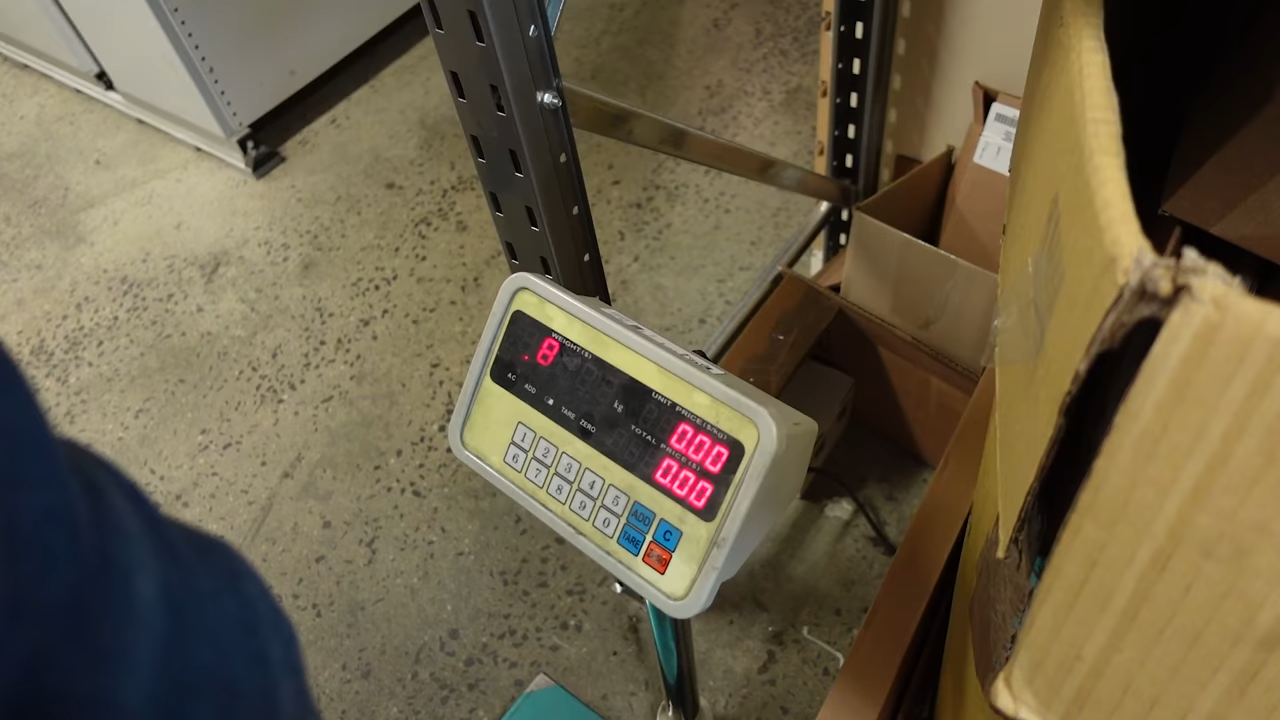 WEIGHT($)
.8
kg
AC ADD TARE ZERO
UNIT PRICE($/kg)
0.00
TOTAL PRICE($)
0.00
1 2 3 4 5 ADD C
6 7 8 9 0 TARE ZERO